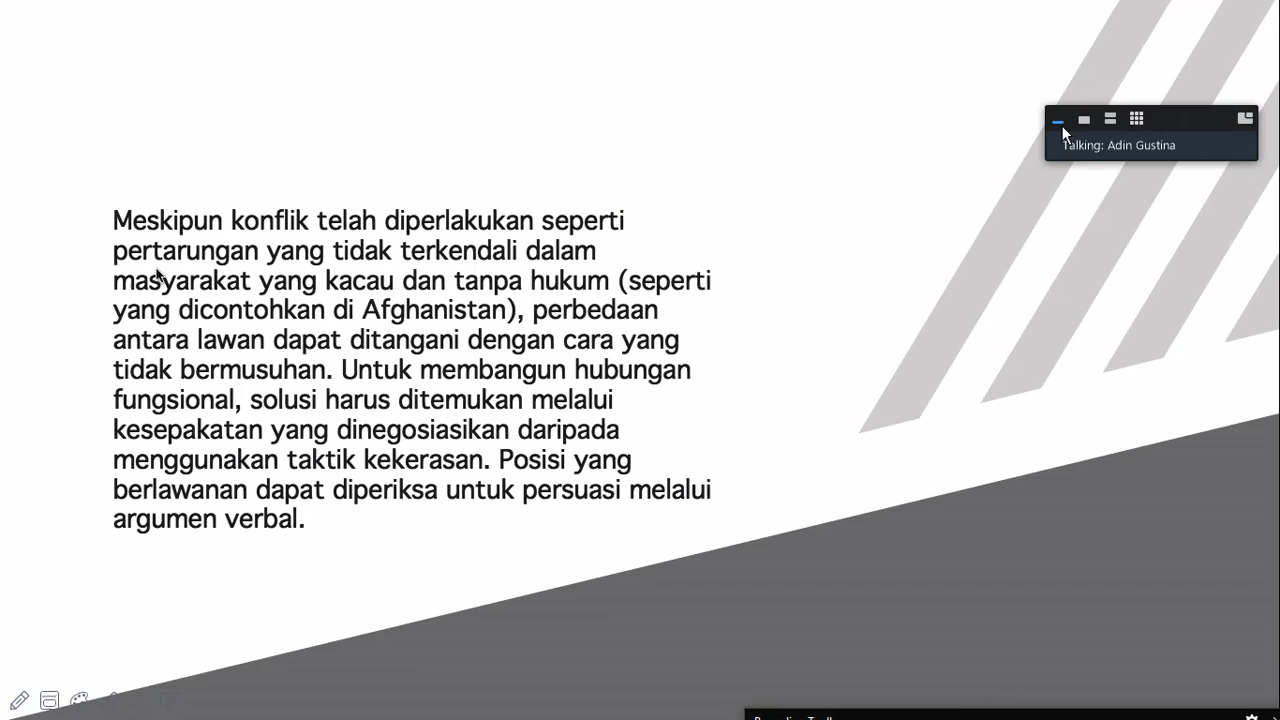 Meskipun konflik telah diperlakukan seperti
pertarungan yang tidak terkendali dalam
masyarakat yang kacau dan tanpa hukum (seperti
yang dicontohkan di Afghanistan), perbedaan
antara lawan dapat ditangani dengan cara yang
tidak bermusuhan. Untuk membangun hubungan
fungsional, solusi harus ditemukan melalui
kesepakatan yang dinegosiasikan daripada
menggunakan taktik kekerasan. Posisi yang
berlawanan dapat diperiksa untuk persuasi melalui
argumen verbal.
Talking: Adin Gustina